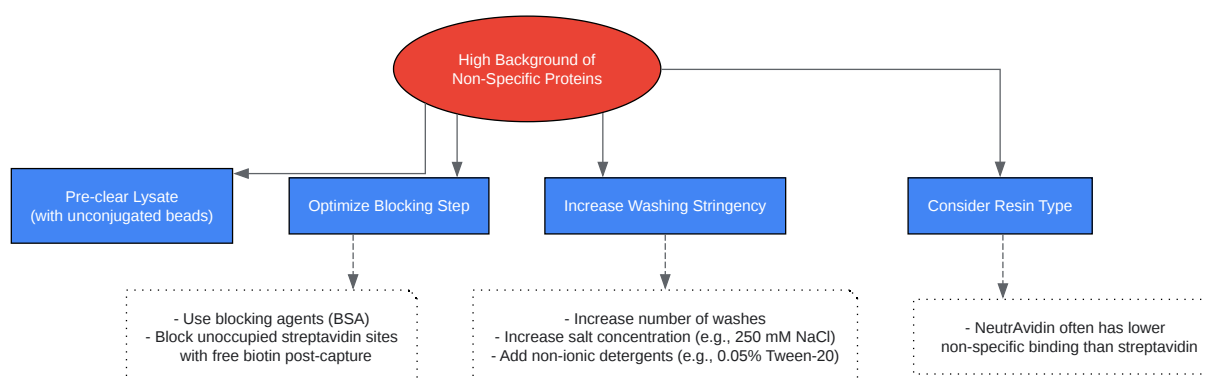 High Background of
Non-Specific Proteins
Pre-clear Lysate
(with unconjugated beads)
Optimize Blocking Step
Increase Washing Stringency
Consider Resin Type
- Use blocking agents (BSA)
- Block unoccupied streptavidin sites
with free biotin post-capture
- Increase number of washes
- Increase salt concentration (e.g., 250 mM NaCl)
- Add non-ionic detergents (e.g., 0.05% Tween-20)
- NeutrAvidin often has lower
non-specific binding than streptavidin